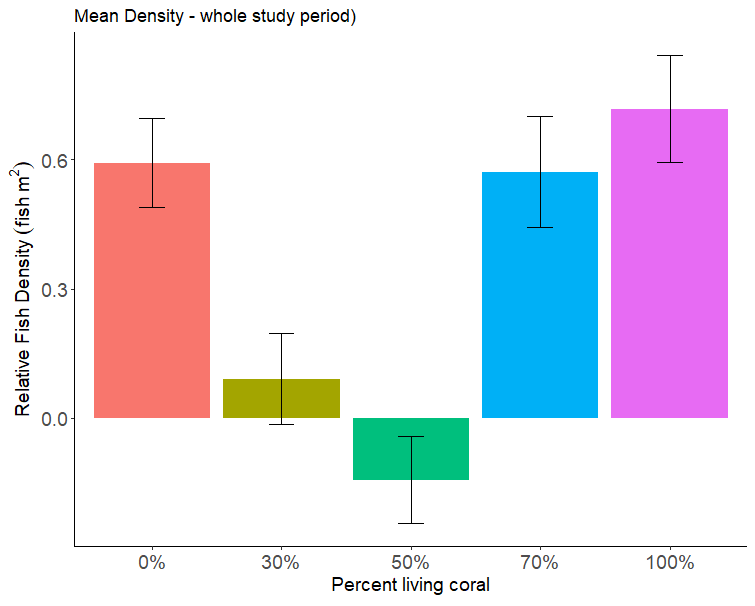 Mean Density - whole study period)
Relative Fish Density (fish m²)
0.6
0.3
0.0
0%
30%
50%
70%
100%
Percent living coral